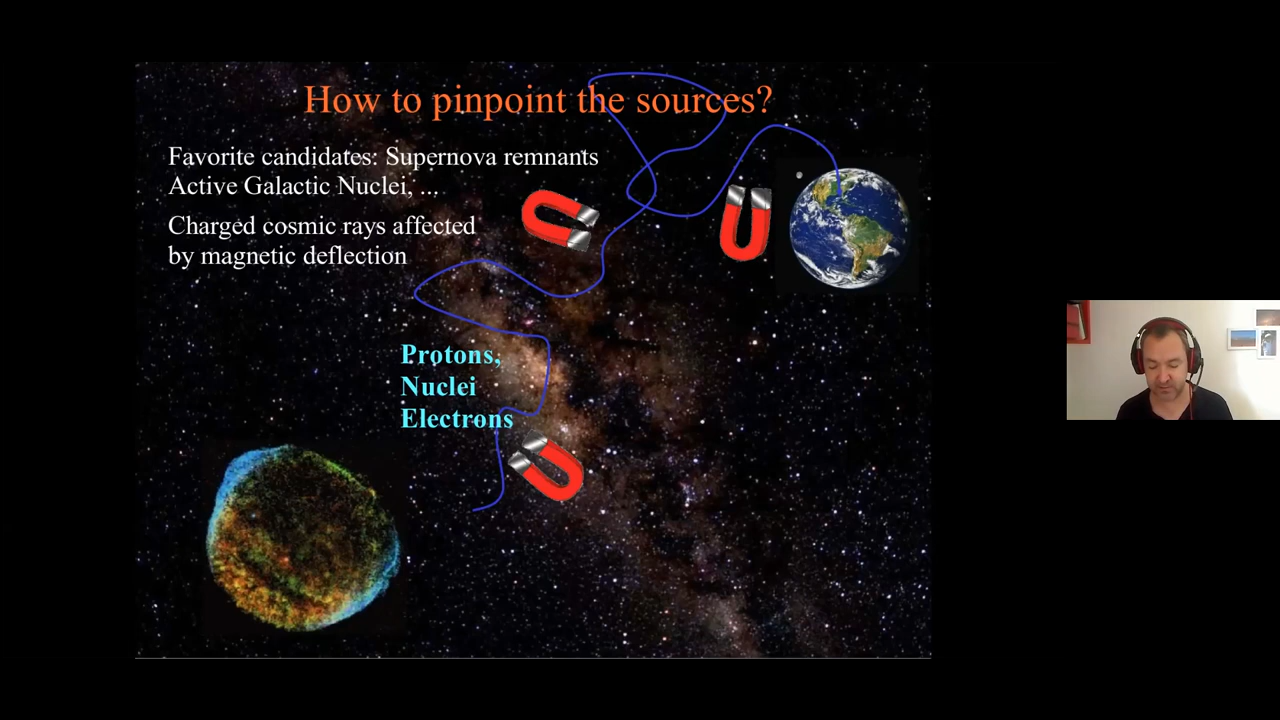 How to pinpoint the sources?
Favorite candidates: Supernova remnants
Active Galactic Nuclei, ...
Charged cosmic rays affected
by magnetic deflection
Protons,
Nuclei
Electrons